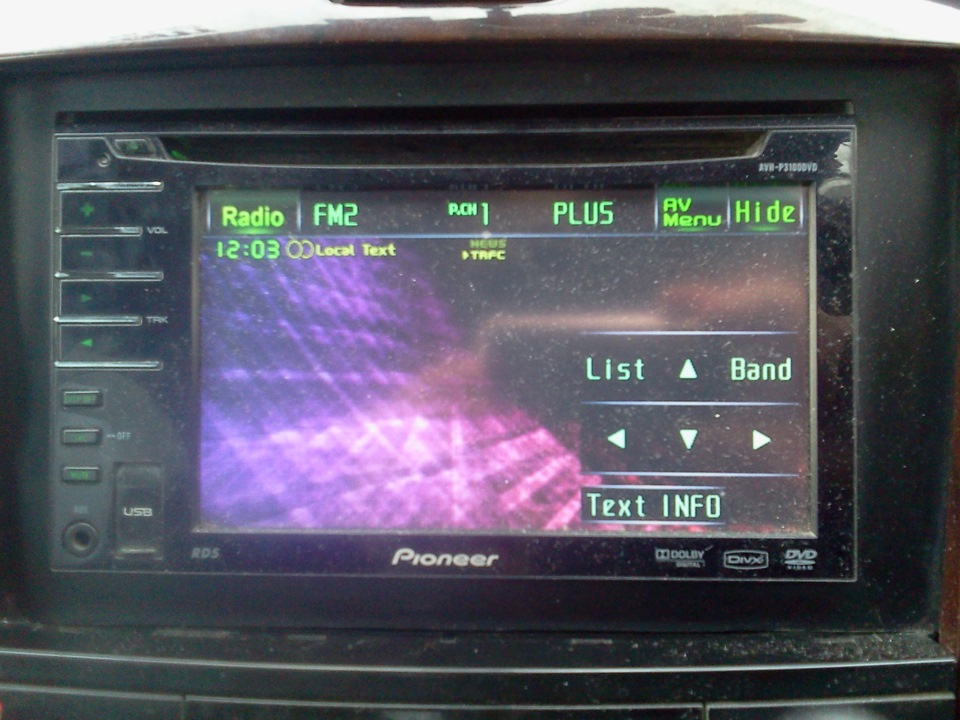 AVH-P3100DVD
Radio FM2 P.CH 1 PLUS AV Menu Hide
12:03 Local Text NEWS
TRFC
VOL
TRK
List Band
OFF
Text INFO
USB
RDS Pioneer DOLBY DIGITAL DIVX DVD VIDEO